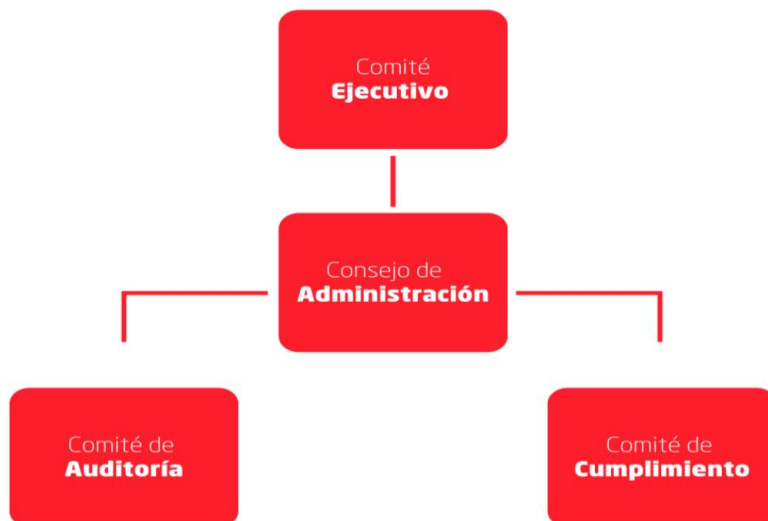 Comité
Ejecutivo
Consejo de
Administración
Comité de
Auditoría
Comité de
Cumplimiento